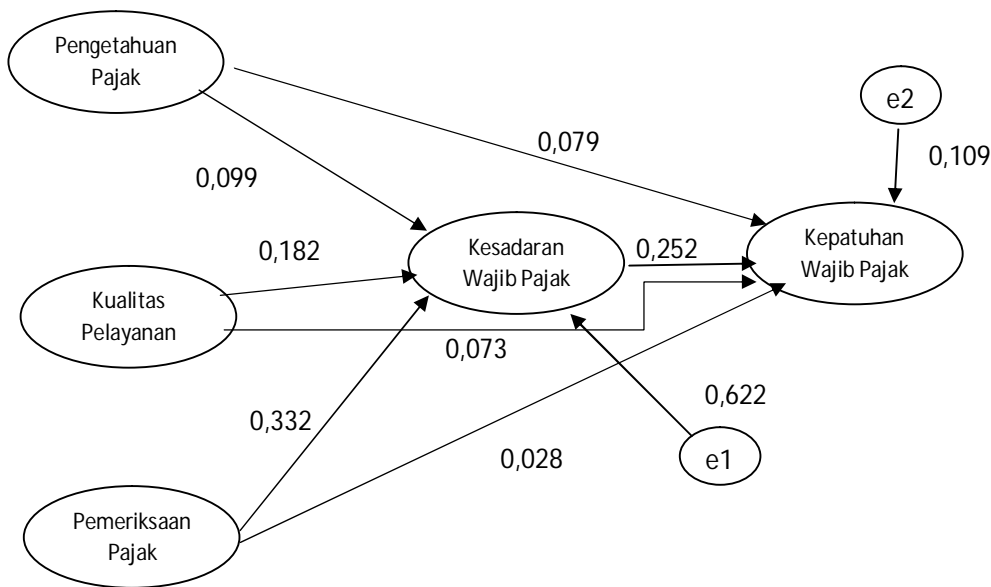 Pengetahuan
Pajak
e2
0,079
0,109
0,099
Kesadaran
Wajib Pajak
0,252
Kepatuhan
Wajib Pajak
0,182
Kualitas
Pelayanan
0,073
0,332
0,622
0,028
e1
Pemeriksaan
Pajak